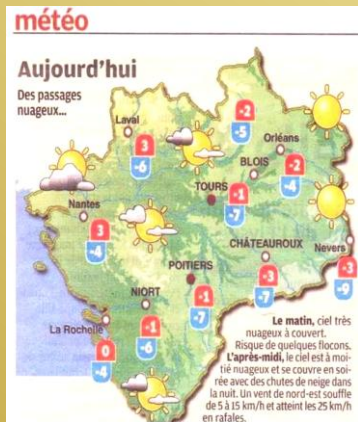 météo
Aujourd'hui
Des passages
nuageux...
-2
-5
Laval
Orléans
3
-6
BLOIS
-2
-4
TOURS
-1
-7
Nantes
3
-4
CHÂTEAUROUX
Nevers
-3
-7
-3
-9
POITIERS
-1
-7
NIORT
-1
-6
La Rochelle
0
-4
Le matin, ciel très
nuageux à couvert.
Risque de quelques flocons.
L'après-midi, le ciel est à moi-
tié nuageux et se couvre en soi-
rée avec des chutes de neige dans
la nuit. Un vent de nord-est souffle
de 5 à 15 km/h et atteint les 25 km/h
en rafales.